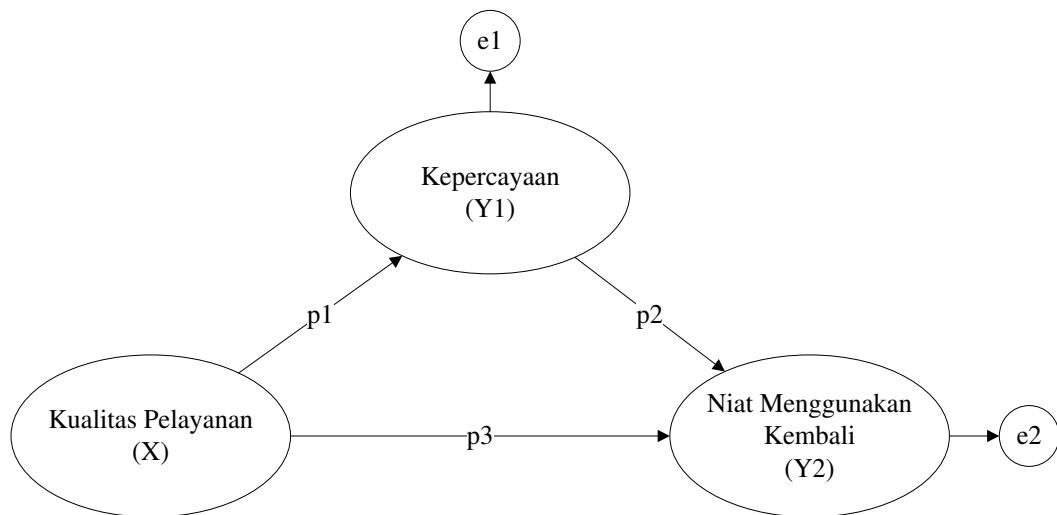 e1
Kepercayaan
(Y1)
p1
p2
Kualitas Pelayanan
(X)
p3
Niat Menggunakan
Kembali
(Y2)
e2